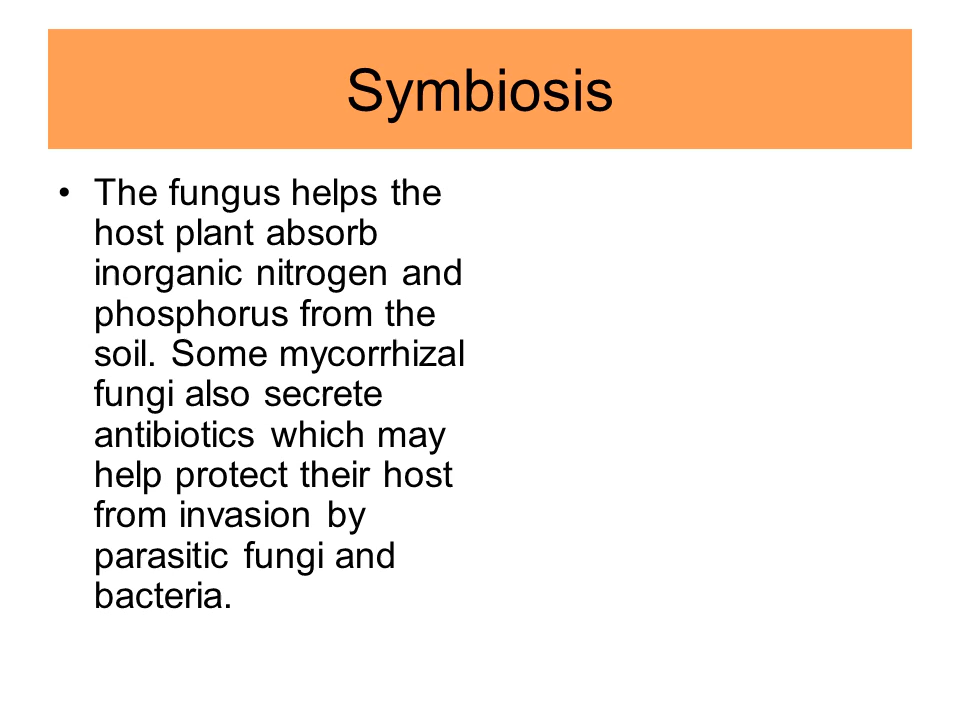 Symbiosis
• The fungus helps the
host plant absorb
inorganic nitrogen and
phosphorus from the
soil. Some mycorrhizal
fungi also secrete
antibiotics which may
help protect their host
from invasion by
parasitic fungi and
bacteria.